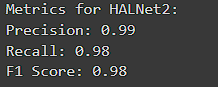 Metrics for HALNet2:
Precision: 0.99
Recall: 0.98
F1 Score: 0.98